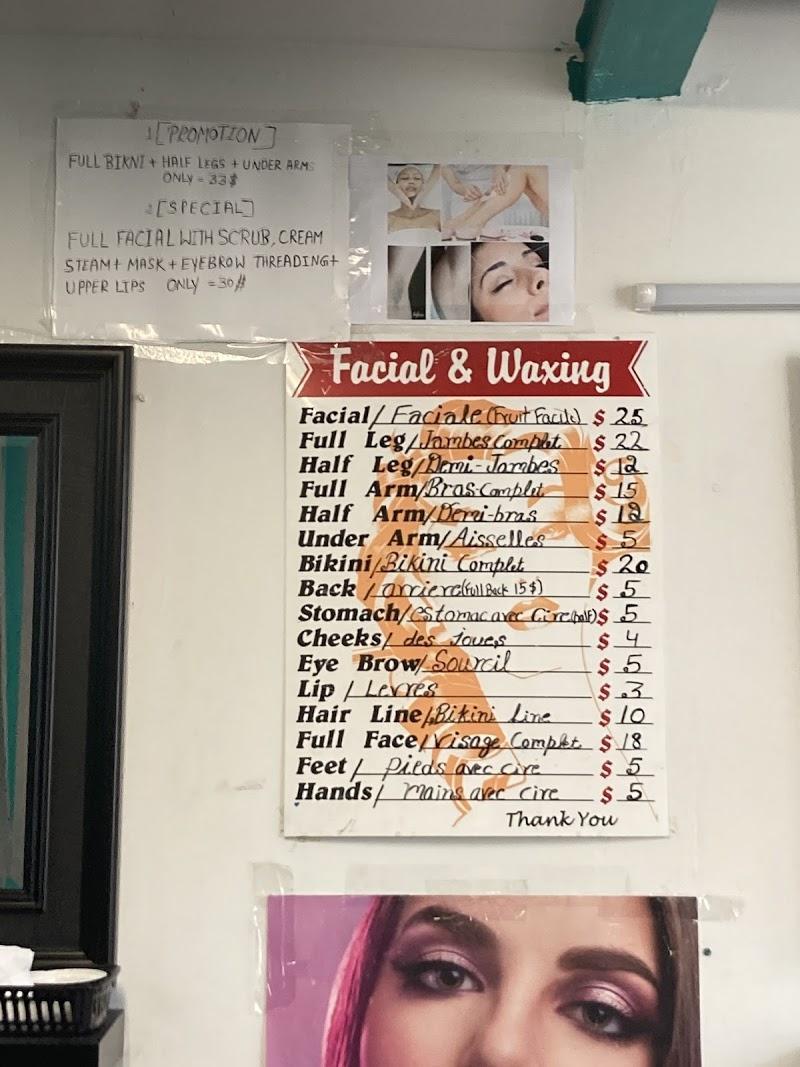 1 [PROMOTION]
FULL BIKNI + HALF LEGS + UNDER ARMS
ONLY = 33$
2 [SPECIAL]
FULL FACIAL WITH SCRUB, CREAM
STEAM + MASK + EYEBROW THREADING +
UPPER LIPS ONLY = 30$
Facial & Waxing
Facial / Faciale (Fruit Facile) $ 25
Full Leg / Jambes Complet $ 22
Half Leg / Demi-Jambes $ 12
Full Arm / Bras Complet $ 15
Half Arm / Demi-bras $ 12
Under Arm / Aisselles $ 5
Bikini / Bikini Complet $ 20
Back / arriere (Full Back 15$) $ 5
Stomach / estomac avec Cire (half) $ 5
Cheeks / des Joues $ 4
Eye Brow / Sourcil $ 5
Lip / Levres $ 3
Hair Line / Bikini Line $ 10
Full Face / Visage Complet $ 18
Feet / Pieds avec cire $ 5
Hands / mains avec cire $ 5
Thank You